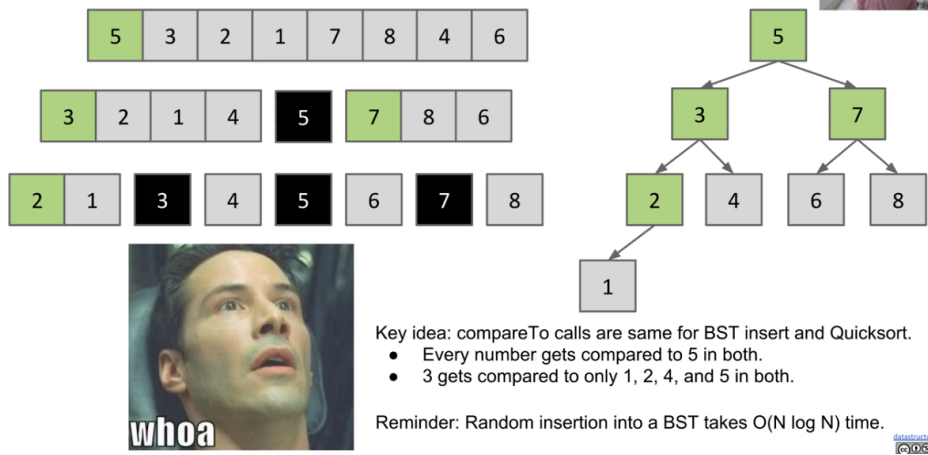 5 3 2 1 7 8 4 6
3 2 1 4 5 7 8 6
2 1 3 4 5 6 7 8
5
3 7
2 4 6 8
1
whoa
Key idea: compareTo calls are same for BST insert and Quicksort.
● Every number gets compared to 5 in both.
● 3 gets compared to only 1, 2, 4, and 5 in both.
Reminder: Random insertion into a BST takes O(N log N) time.
datastructu